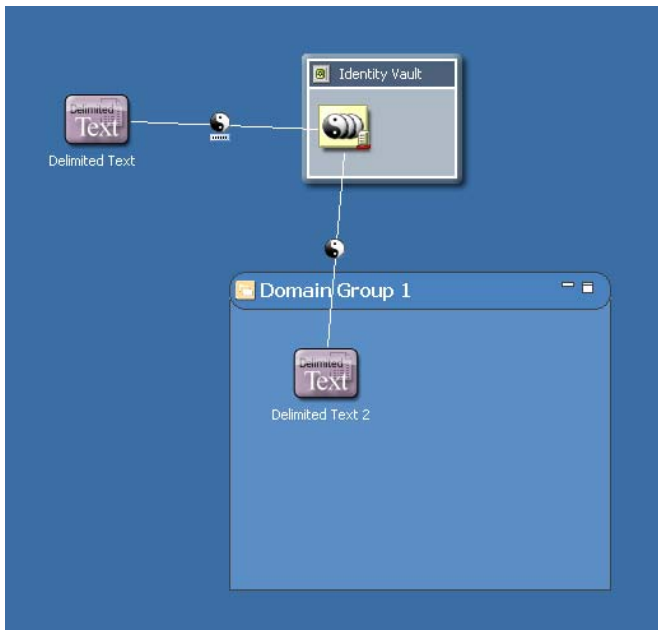 Identity Vault
Delimited
Text
Delimited Text
Domain Group 1
Delimited
Text
Delimited Text 2